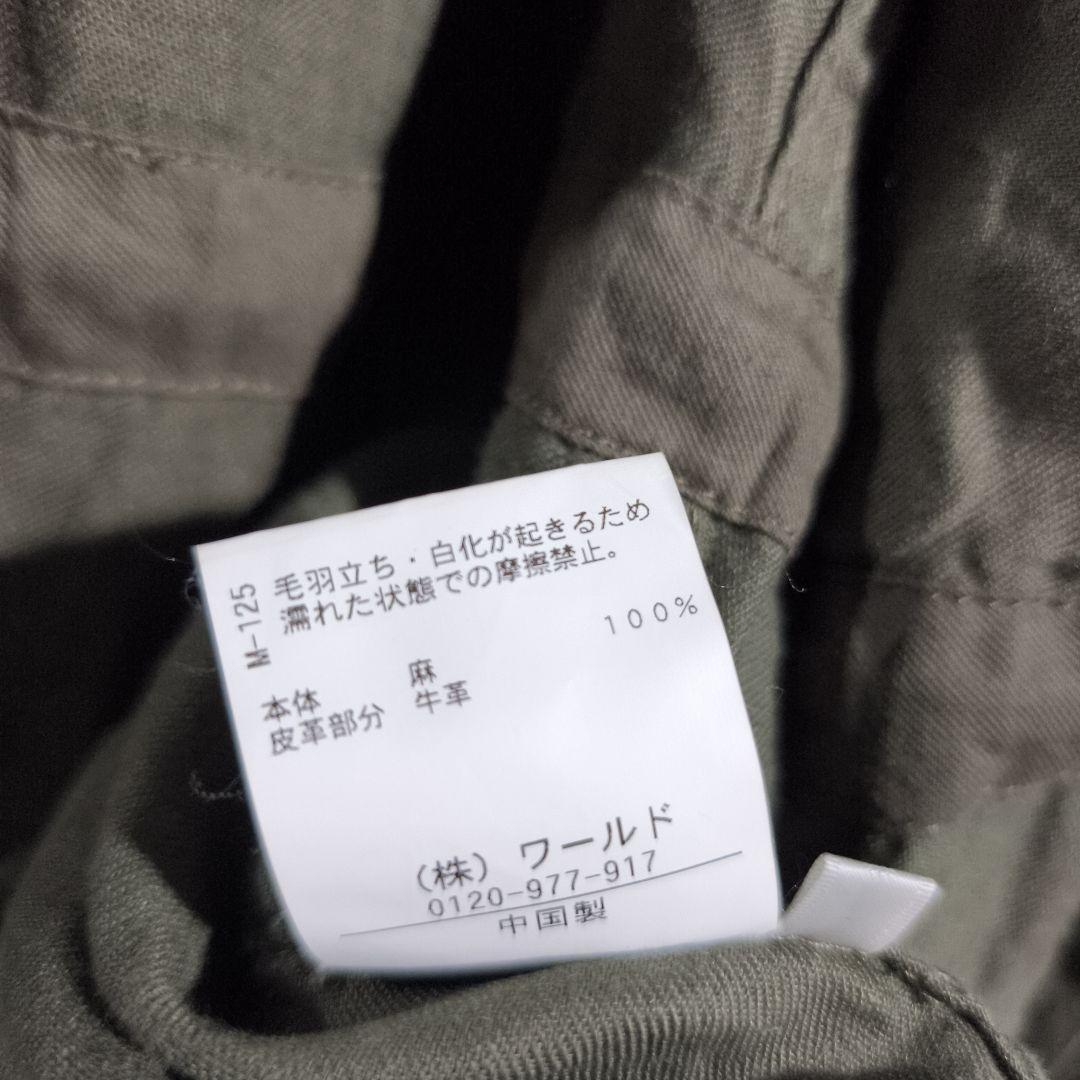 M-125
毛羽立ち・白化が起きるため
濡れた状態での摩擦禁止。
本体 麻 100%
皮革部分 牛革
(株) ワールド
0120-977-917
中国製